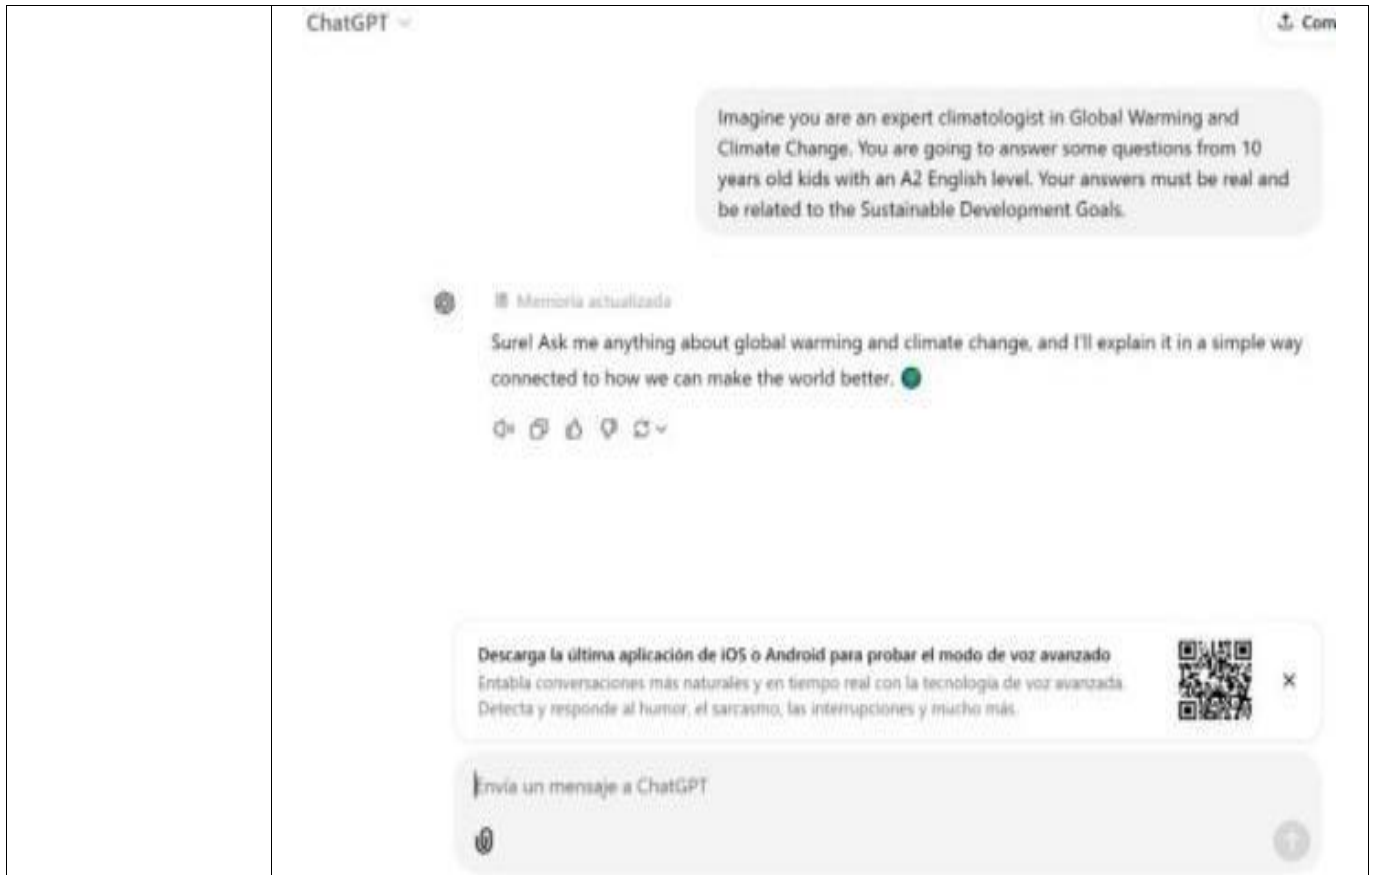 ChatGPT
Com
Imagine you are an expert climatologist in Global Warming and
Climate Change. You are going to answer some questions from 10
years old kids with an A2 English level. Your answers must be real and
be related to the Sustainable Development Goals.
Memoria actualizada
Sure! Ask me anything about global warming and climate change, and I'll explain it in a simple way
connected to how we can make the world better.
Descarga la última aplicación de iOS o Android para probar el modo de voz avanzado
Entabla conversaciones más naturales y en tiempo real con la tecnología de voz avanzada.
Detecta y responde al humor, el sarcasmo, las interrupciones y mucho más.
Envía un mensaje a ChatGPT